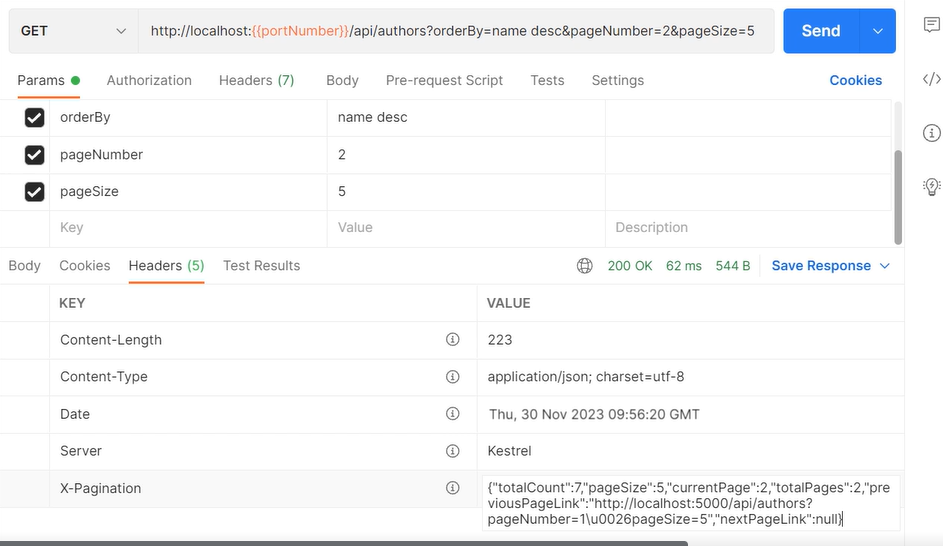 GET http://localhost:{{portNumber}}/api/authors?orderBy=name desc&pageNumber=2&pageSize=5 Send
Params Authorization Headers (7) Body Pre-request Script Tests Settings Cookies
orderBy name desc
pageNumber 2
pageSize 5
Key Value Description
Body Cookies Headers (5) Test Results 200 OK 62 ms 544 B Save Response
KEY VALUE
Content-Length 223
Content-Type application/json; charset=utf-8
Date Thu, 30 Nov 2023 09:56:20 GMT
Server Kestrel
X-Pagination {"totalCount":7,"pageSize":5,"currentPage":2,"totalPages":2,"pre
viousPageLink":"http://localhost:5000/api/authors?
pageNumber=1\u0026pageSize=5","nextPageLink":null}